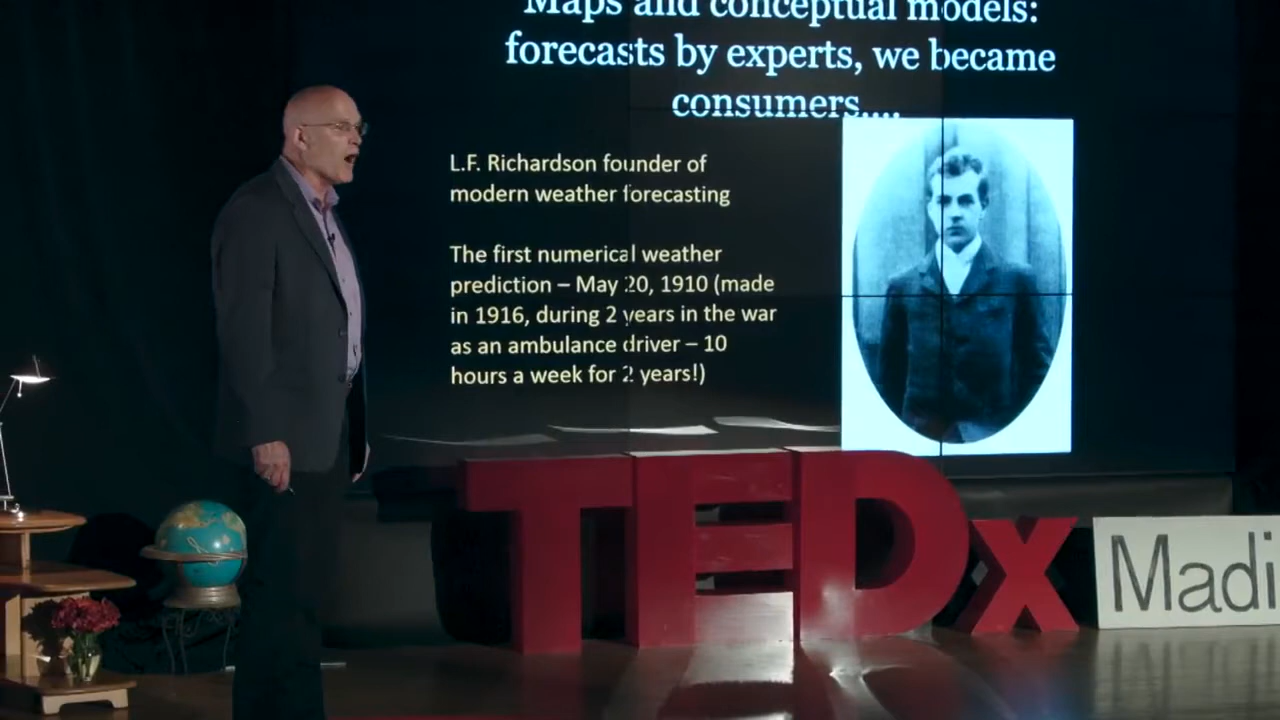 Maps and conceptual models:
forecasts by experts, we became
consumers....
L.F. Richardson founder of
modern weather forecasting
The first numerical weather
prediction – May 20, 1910 (made
in 1916, during 2 years in the war
as an ambulance driver – 10
hours a week for 2 years!)
TEDx
Madi